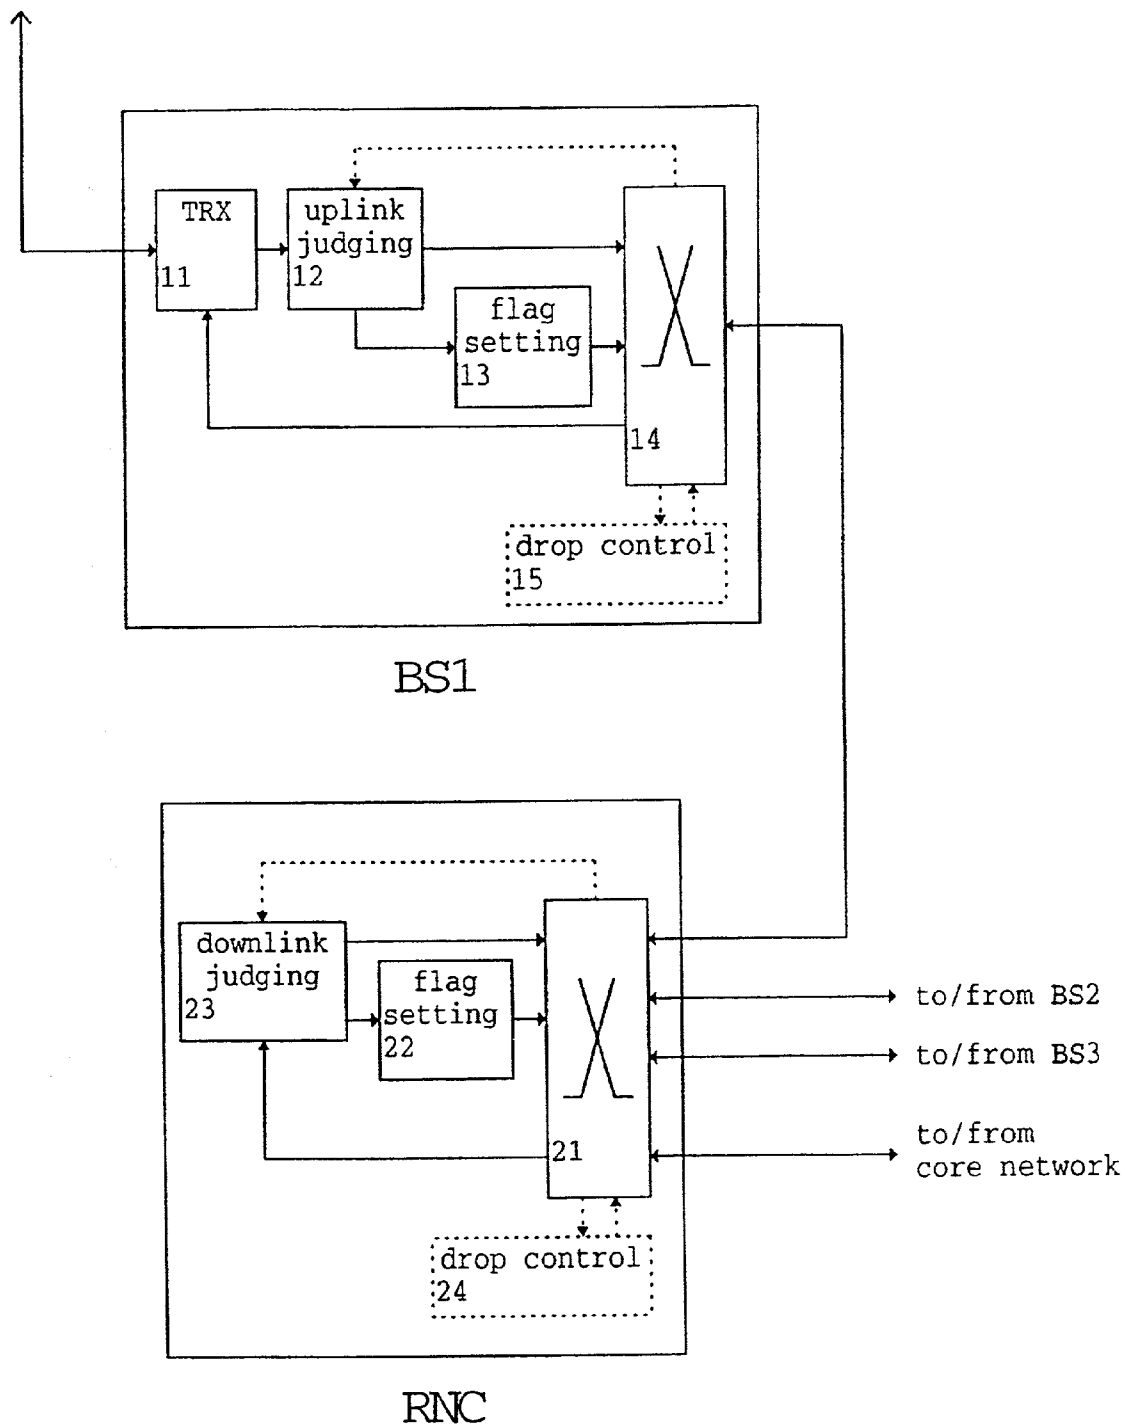 TRX
11
uplink
judging
12
flag
setting
13
14
drop control
15
BS1
downlink
judging
23
flag
setting
22
21
to/from BS2
to/from BS3
to/from
core network
drop control
24
RNC